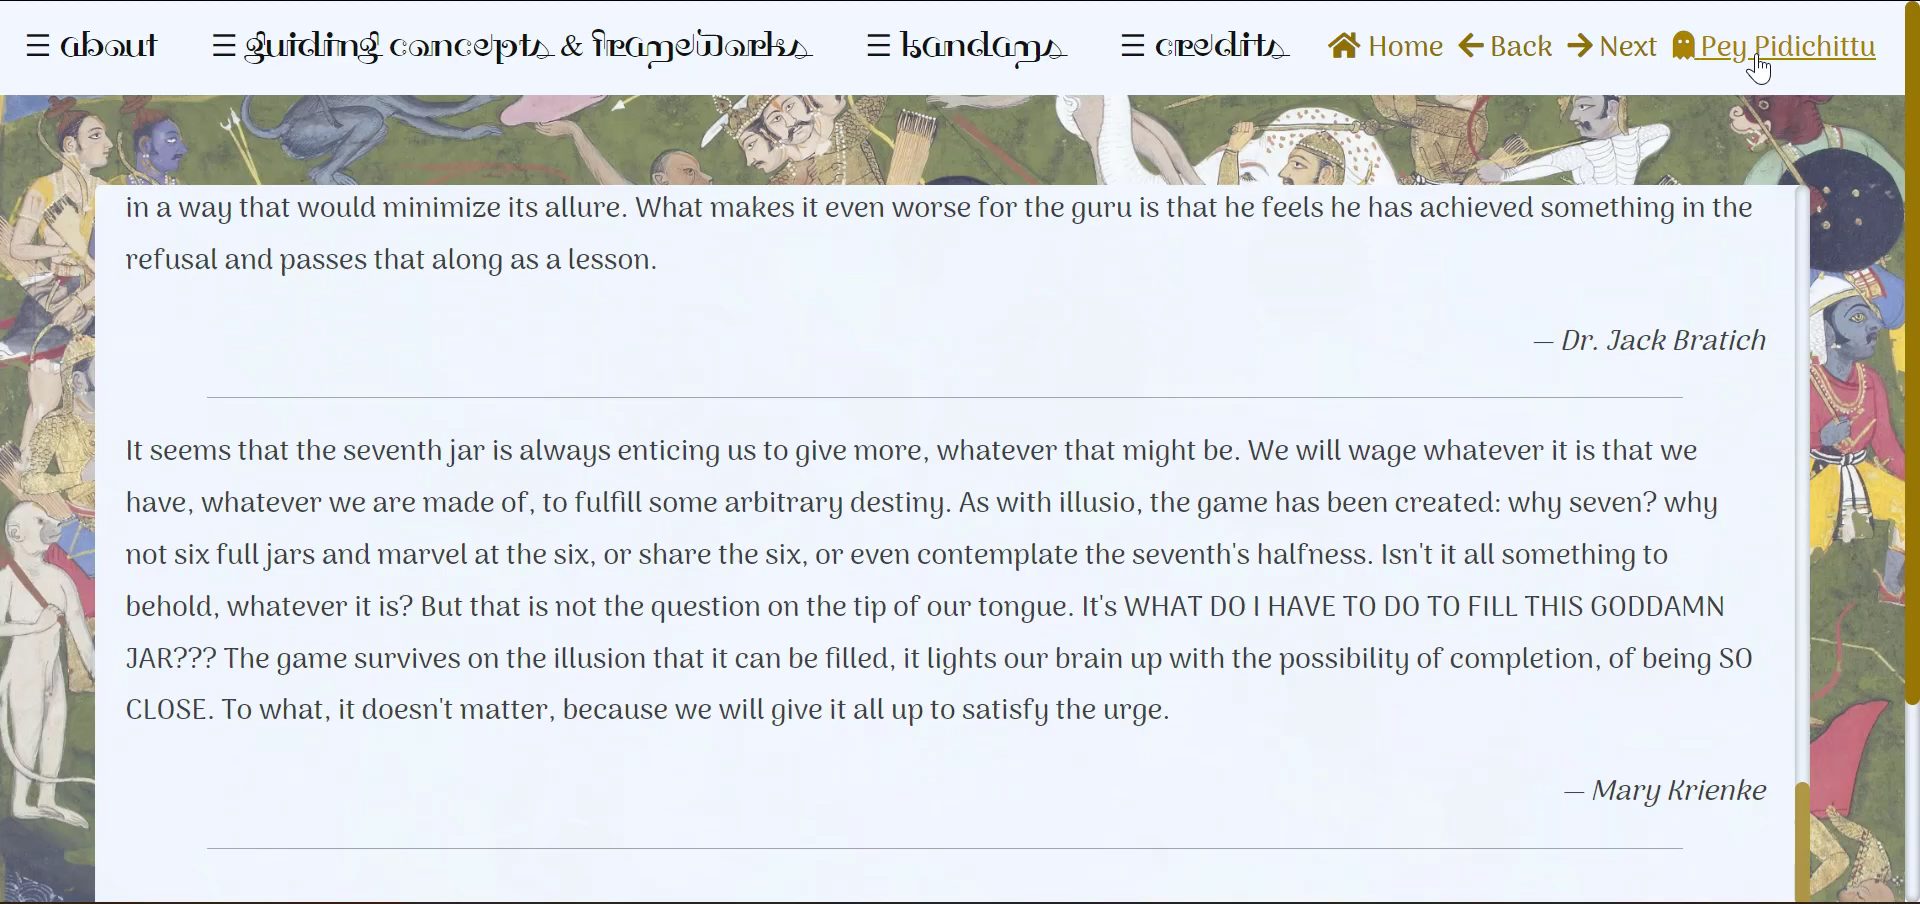 ☰ about ☰ guiding concepts & frameworks ☰ kandams ☰ credits Home Back Next Pey Pidichittu
in a way that would minimize its allure. What makes it even worse for the guru is that he feels he has achieved something in the
refusal and passes that along as a lesson.
— Dr. Jack Bratich
It seems that the seventh jar is always enticing us to give more, whatever that might be. We will wage whatever it is that we
have, whatever we are made of, to fulfill some arbitrary destiny. As with illusio, the game has been created: why seven? why
not six full jars and marvel at the six, or share the six, or even contemplate the seventh's halfness. Isn't it all something to
behold, whatever it is? But that is not the question on the tip of our tongue. It's WHAT DO I HAVE TO DO TO FILL THIS GODDAMN
JAR??? The game survives on the illusion that it can be filled, it lights our brain up with the possibility of completion, of being SO
CLOSE. To what, it doesn't matter, because we will give it all up to satisfy the urge.
— Mary Krienke